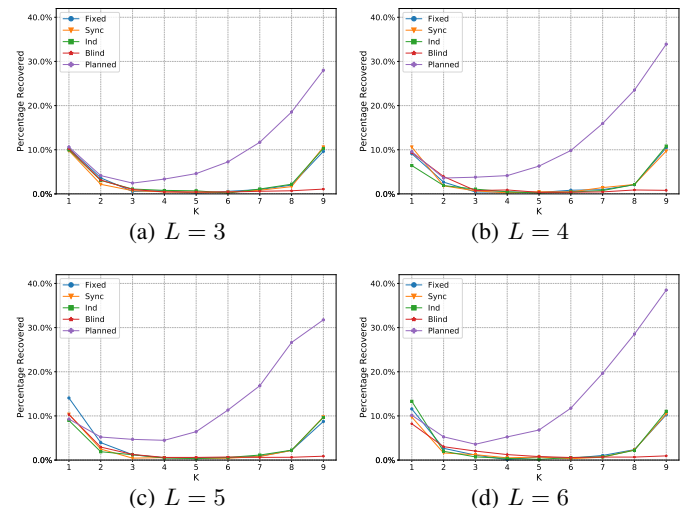 40.0%
30.0%
20.0%
10.0%
0.0%
Percentage Recovered
Fixed
Sync
Ind
Blind
Planned
1 2 3 4 5 6 7 8 9
K
(a) L = 3
40.0%
30.0%
20.0%
10.0%
0.0%
Percentage Recovered
Fixed
Sync
Ind
Blind
Planned
1 2 3 4 5 6 7 8 9
K
(b) L = 4
40.0%
30.0%
20.0%
10.0%
0.0%
Percentage Recovered
Fixed
Sync
Ind
Blind
Planned
1 2 3 4 5 6 7 8 9
K
(c) L = 5
40.0%
30.0%
20.0%
10.0%
0.0%
Percentage Recovered
Fixed
Sync
Ind
Blind
Planned
1 2 3 4 5 6 7 8 9
K
(d) L = 6